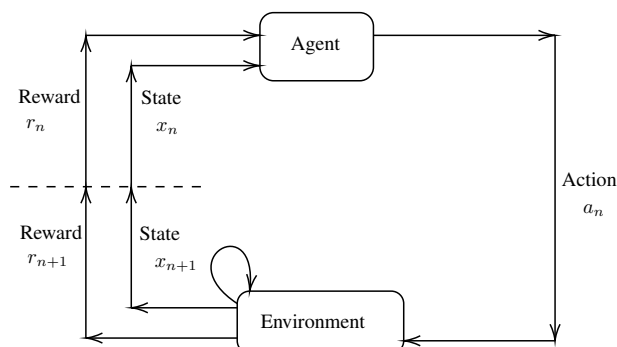 Agent
Reward
r_n
State
x_n
Action
a_n
Reward
r_{n+1}
State
x_{n+1}
Environment